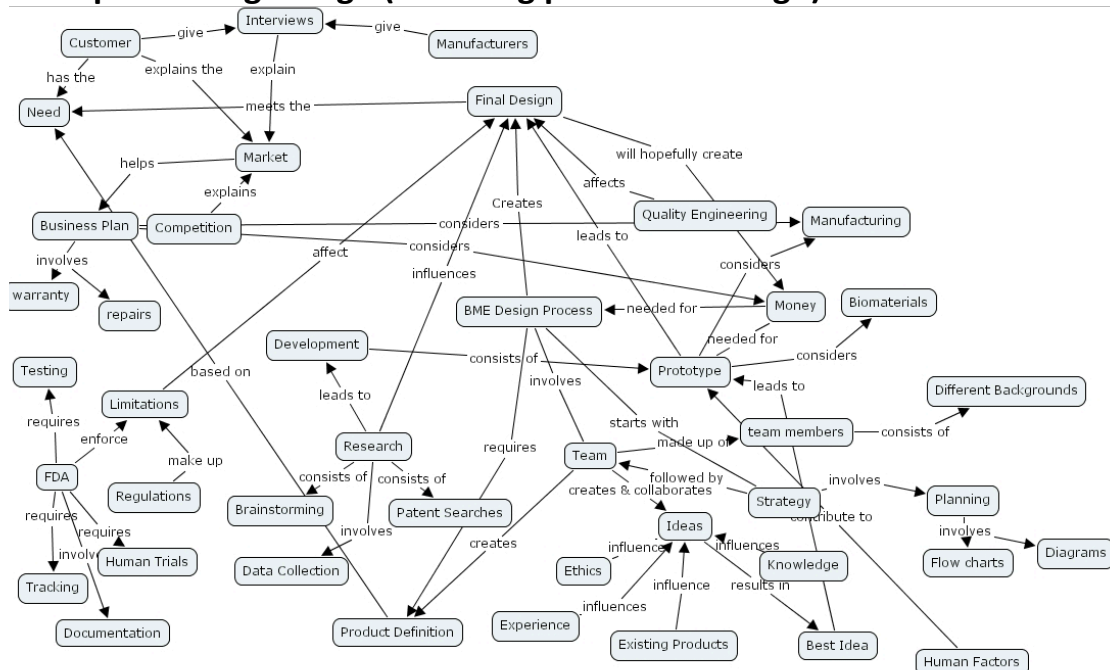 Interviews
give
give
Customer
Manufacturers
has the
explains the
explain
Need
meets the
Final Design
helps
Market
will hopefully create
explains
affects
Creates
Business Plan
Competition
considers
Quality Engineering
Manufacturing
leads to
considers
affect
involves
influences
considers
warranty
repairs
BME Design Process
needed for
Money
Biomaterials
Development
needed for
consists of
considers
Testing
based on
Prototype
involves
leads to
Different Backgrounds
leads to
Limitations
requires
starts with
enforce
Research
requires
made up of
team members
consists of
make up
Team
FDA
consists of
consists of
followed by
involves
Regulations
creates & collaborates
Strategy
Planning
Brainstorming
Patent Searches
requires
contribute to
requires
involves
Ideas
involves
creates
influence
influences
Human Trials
Diagrams
Data Collection
Ethics
Knowledge
Flow charts
Tracking
influence
results in
influences
Documentation
Product Definition
Experience
Existing Products
Best Idea
Human Factors